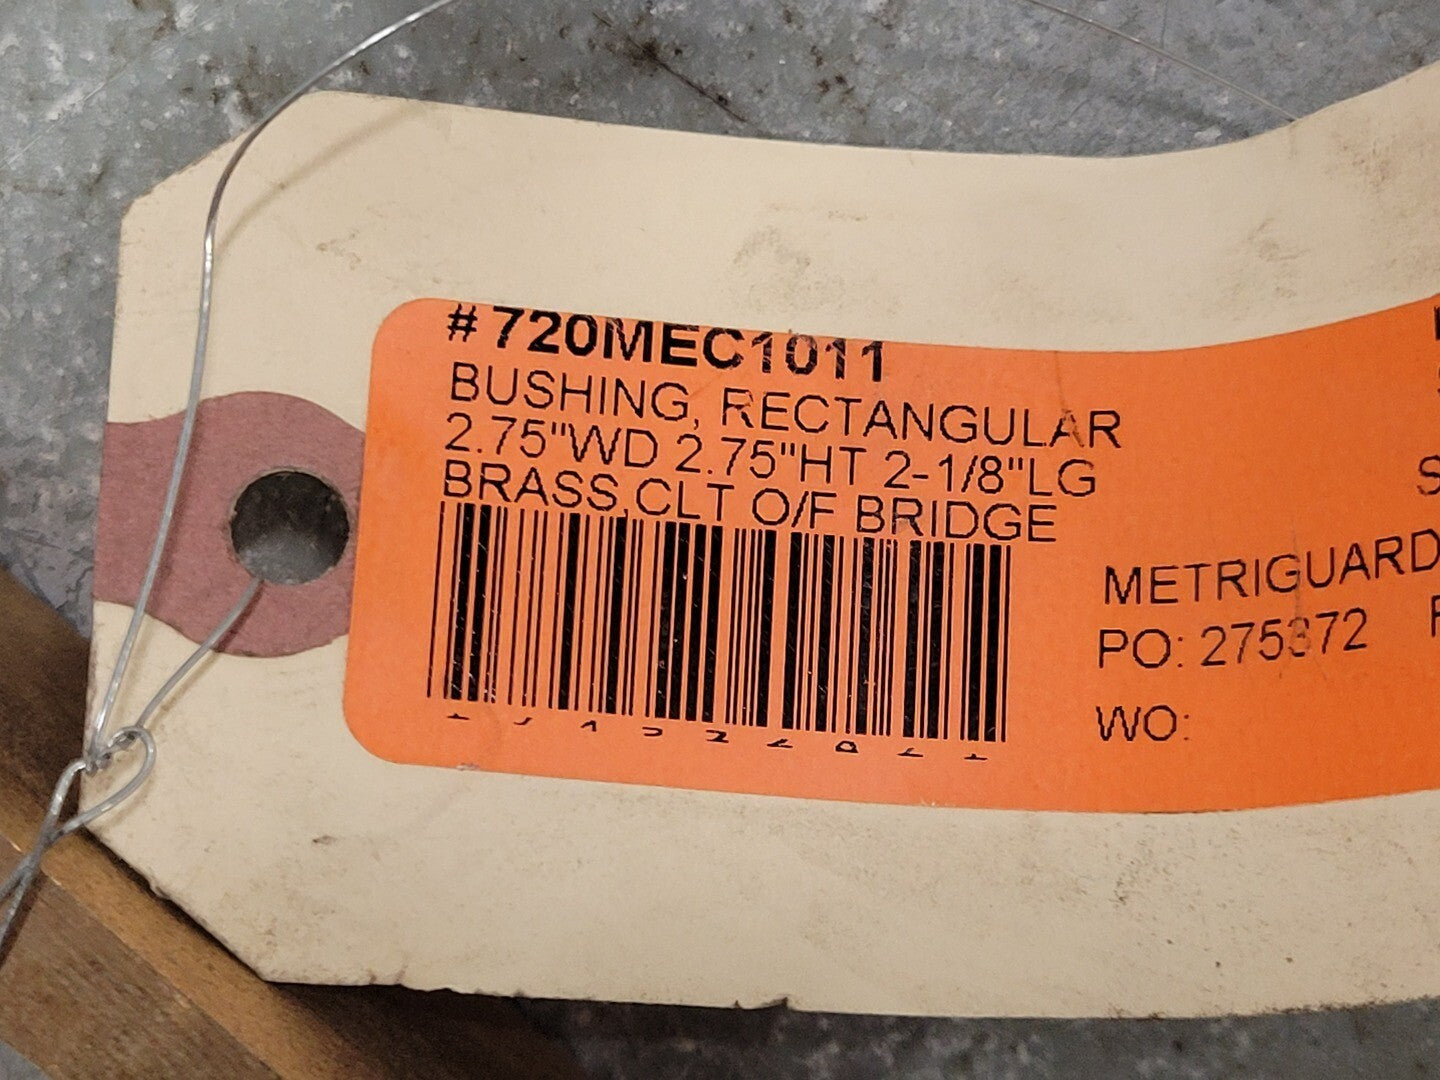 #720MEC1011
BUSHING, RECTANGULAR
2.75"WD 2.75"HT 2-1/8"LG
BRASS,CLT O/F BRIDGE
METRIGUARD
PO: 275372
WO: